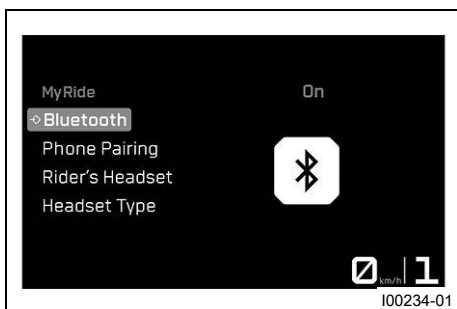 MyRide On
Bluetooth
Phone Pairing
Rider's Headset
Headset Type
0 km/h 1
I00234-01